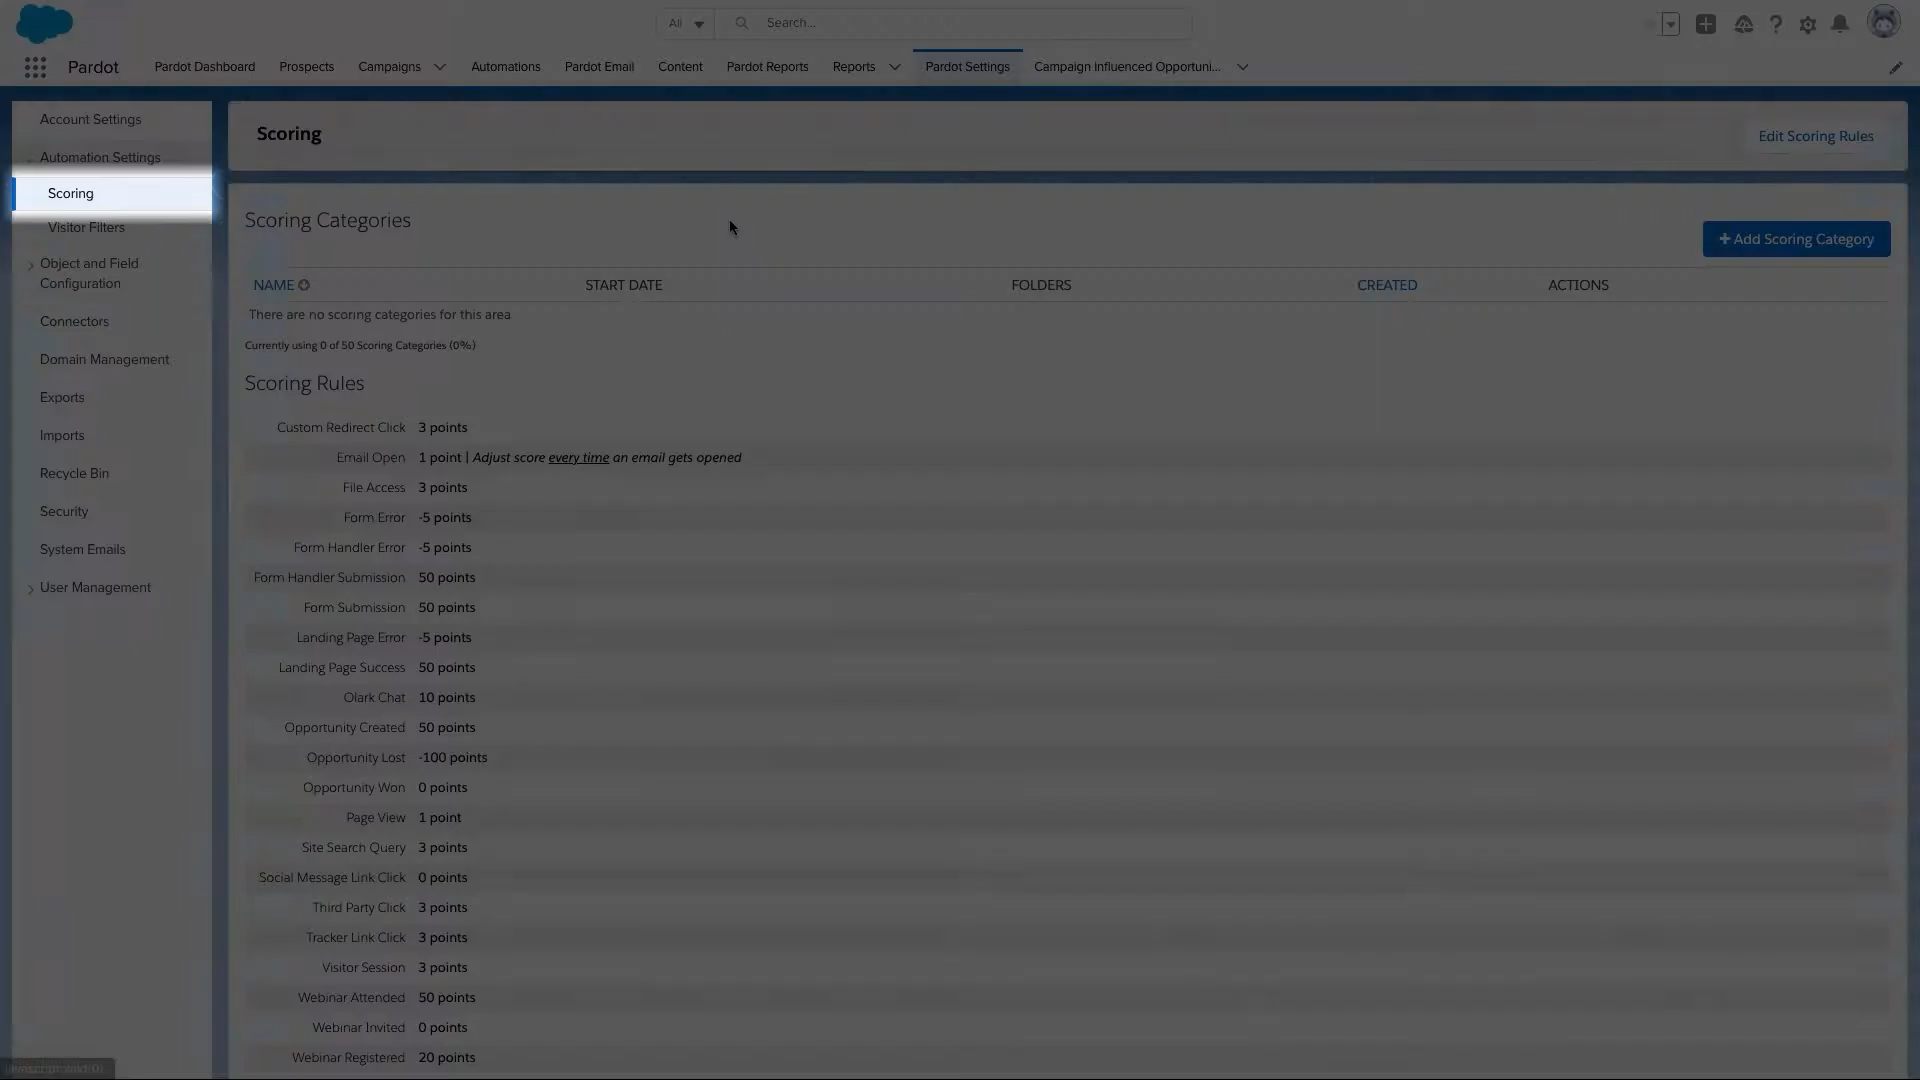 All
Search...
Pardot
Pardot Dashboard
Prospects
Campaigns
Automations
Pardot Email
Content
Pardot Reports
Reports
Pardot Settings
Campaign Influenced Opportuni...
Account Settings
Automation Settings
Scoring
Visitor Filters
Object and Field
Configuration
Connectors
Domain Management
Exports
Imports
Recycle Bin
Security
System Emails
User Management
Scoring
Edit Scoring Rules
Scoring Categories
+ Add Scoring Category
NAME START DATE FOLDERS CREATED ACTIONS
There are no scoring categories for this area
Currently using 0 of 50 Scoring Categories (0%)
Scoring Rules
Custom Redirect Click 3 points
Email Open 1 point | Adjust score every time an email gets opened
File Access 3 points
Form Error -5 points
Form Handler Error -5 points
Form Handler Submission 50 points
Form Submission 50 points
Landing Page Error -5 points
Landing Page Success 50 points
Olark Chat 10 points
Opportunity Created 50 points
Opportunity Lost -100 points
Opportunity Won 0 points
Page View 1 point
Site Search Query 3 points
Social Message Link Click 0 points
Third Party Click 3 points
Tracker Link Click 3 points
Visitor Session 3 points
Webinar Attended 50 points
Webinar Invited 0 points
Webinar Registered 20 points